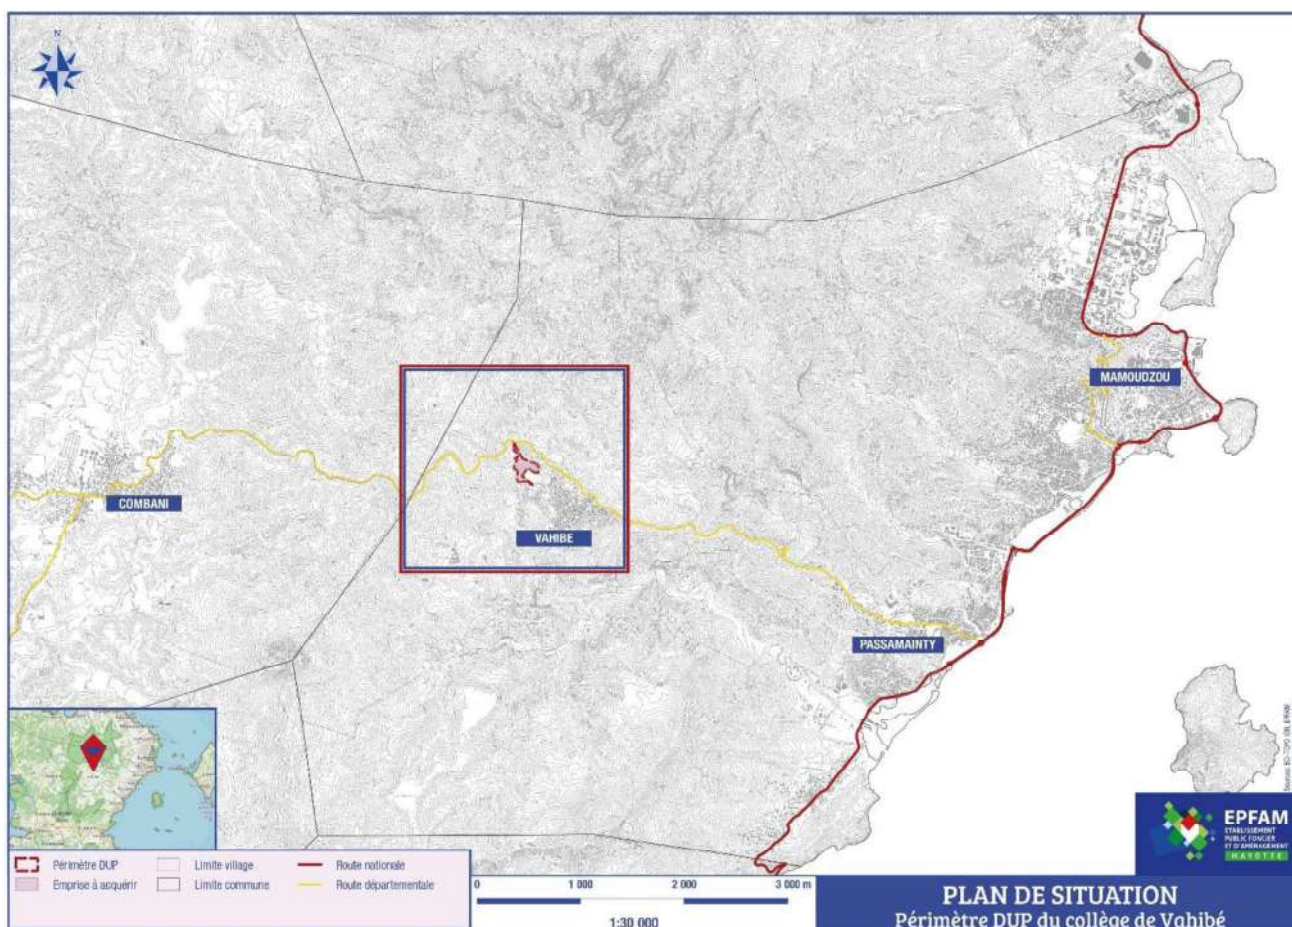 N
MAMOUDZOU
COMBANI
VAHIBE
PASSAMAINTY
EPFAM
ETABLISSEMENT
PUBLIC FONCIER
ET D'AMÉNAGEMENT
MAYOTTE
Périmètre DUP
Limite village
Route nationale
Emprise à acquérir
Limite commune
Route départementale
0 1 000 2 000 3 000 m
1:30 000
PLAN DE SITUATION
Périmètre DUP du collège de Vahibé